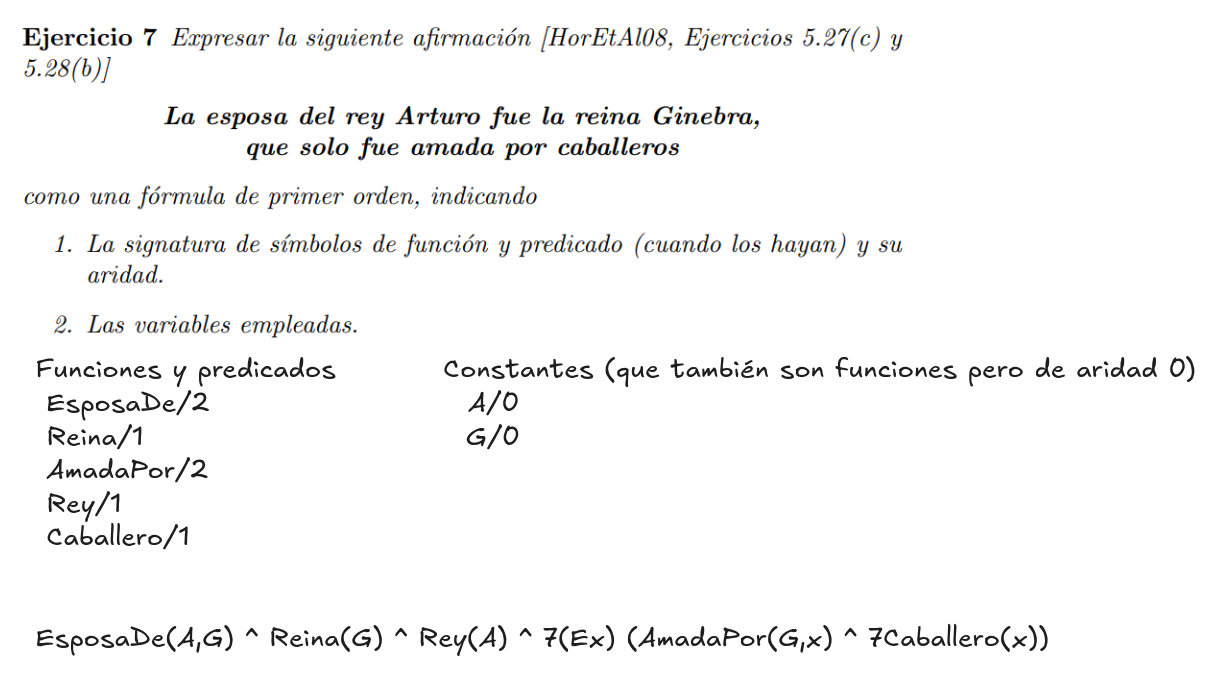 Ejercicio 7 Expresar la siguiente afirmación [HorEtAl08, Ejercicios 5.27(c) y
5.28(b)]
La esposa del rey Arturo fue la reina Ginebra,
que solo fue amada por caballeros
como una fórmula de primer orden, indicando
1. La signatura de símbolos de función y predicado (cuando los hayan) y su
aridad.
2. Las variables empleadas.
Funciones y predicados Constantes (que también son funciones pero de aridad 0)
EsposaDe/2 A/0
Reina/1 G/0
AmadaPor/2
Rey/1
Caballero/1
EsposaDe(A,G) ^ Reina(G) ^ Rey(A) ^ 7(Ex) (AmadaPor(G,x) ^ 7Caballero(x))